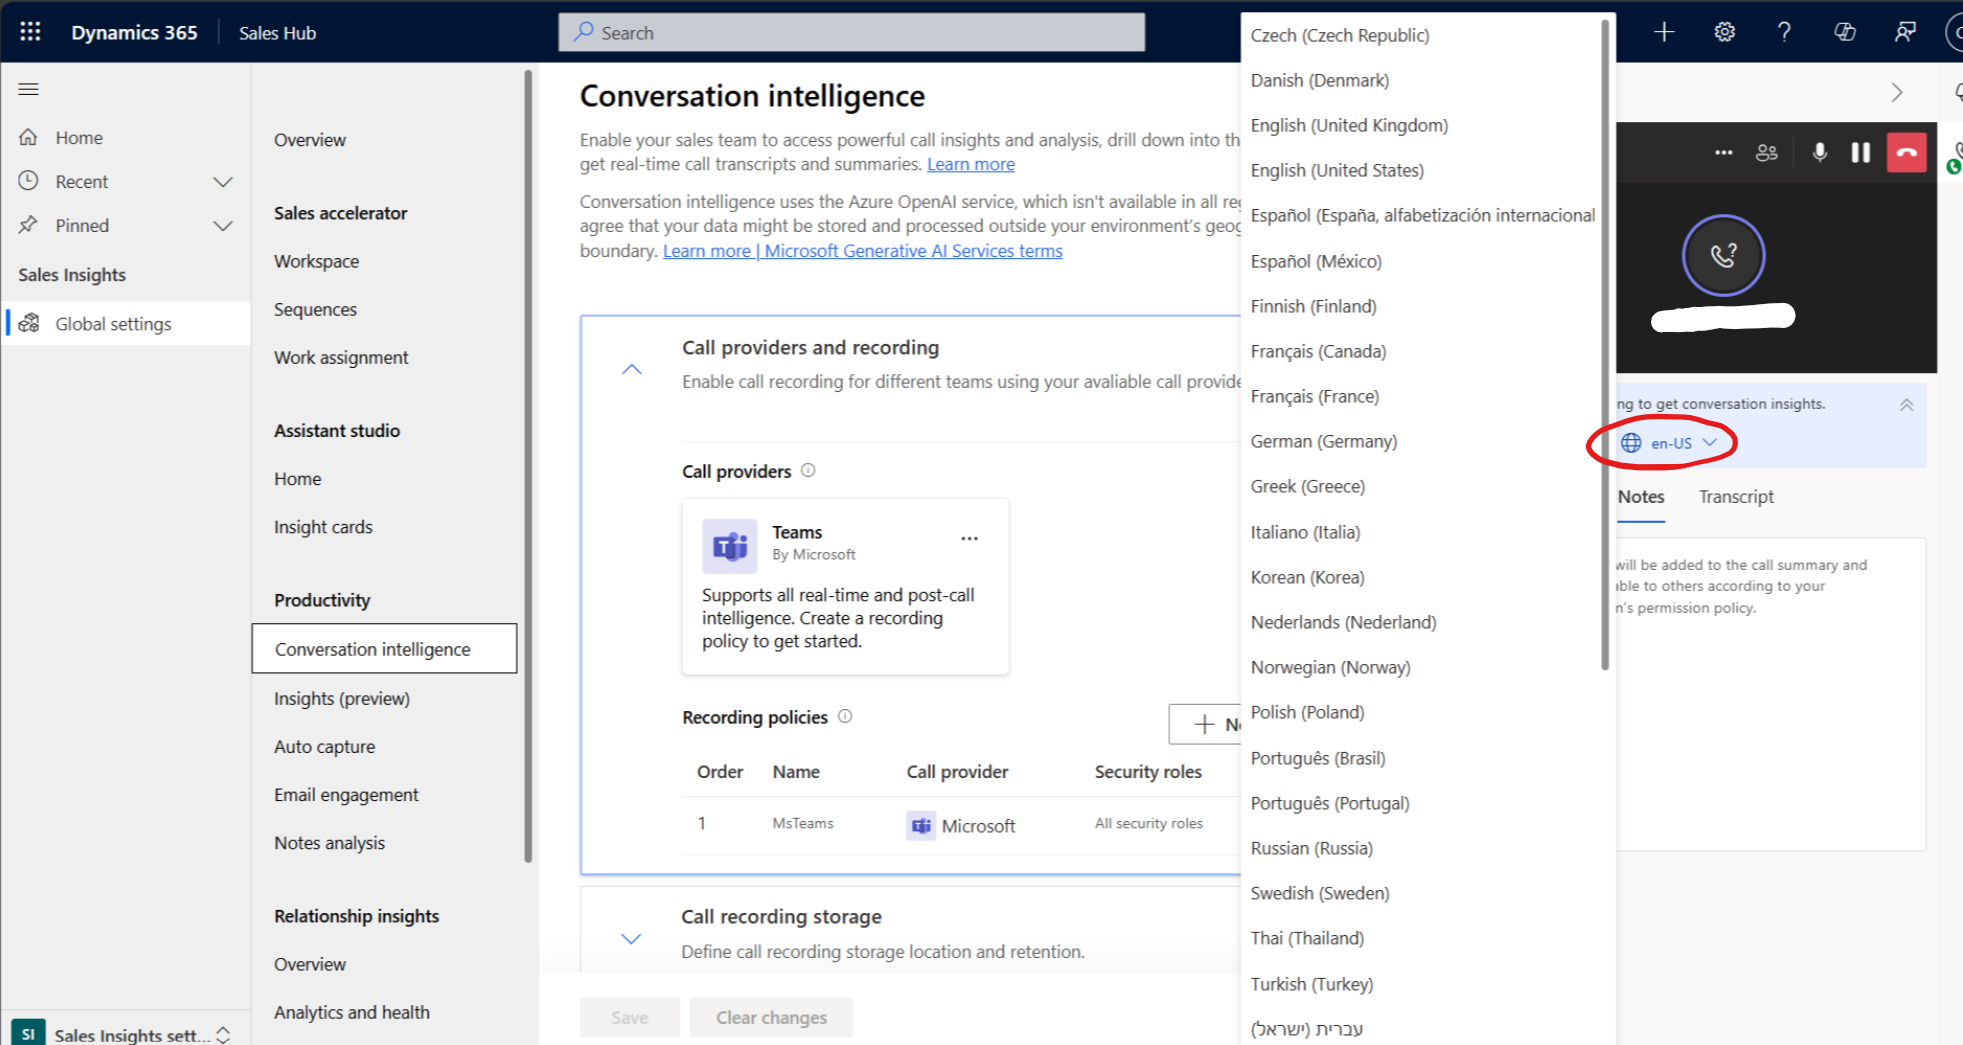 Dynamics 365
Sales Hub
Search
Home
Recent
Pinned
Sales Insights
Global settings
SI
Sales Insights sett...
Overview
Sales accelerator
Workspace
Sequences
Work assignment
Assistant studio
Home
Insight cards
Productivity
Conversation intelligence
Insights (preview)
Auto capture
Email engagement
Notes analysis
Relationship insights
Overview
Analytics and health
Conversation intelligence
Enable your sales team to access powerful call insights and analysis, drill down into th
get real-time call transcripts and summaries. Learn more
Conversation intelligence uses the Azure OpenAI service, which isn't available in all reg
agree that your data might be stored and processed outside your environment's geog
boundary. Learn more | Microsoft Generative AI Services terms
Call providers and recording
Enable call recording for different teams using your avaliable call provide
Call providers
Teams
By Microsoft
Supports all real-time and post-call
intelligence. Create a recording
policy to get started.
Recording policies
Order Name Call provider Security roles
1 MsTeams Microsoft All security roles
Call recording storage
Define call recording storage location and retention.
Save
Clear changes
Czech (Czech Republic)
Danish (Denmark)
English (United Kingdom)
English (United States)
Español (España, alfabetización internacional
Español (México)
Finnish (Finland)
Français (Canada)
Français (France)
German (Germany)
Greek (Greece)
Italiano (Italia)
Korean (Korea)
Nederlands (Nederland)
Norwegian (Norway)
Polish (Poland)
Português (Brasil)
Português (Portugal)
Russian (Russia)
Swedish (Sweden)
Thai (Thailand)
Turkish (Turkey)
עברית (ישראל)
ng to get conversation insights.
en-US
Notes
Transcript
will be added to the call summary and
able to others according to your
n's permission policy.